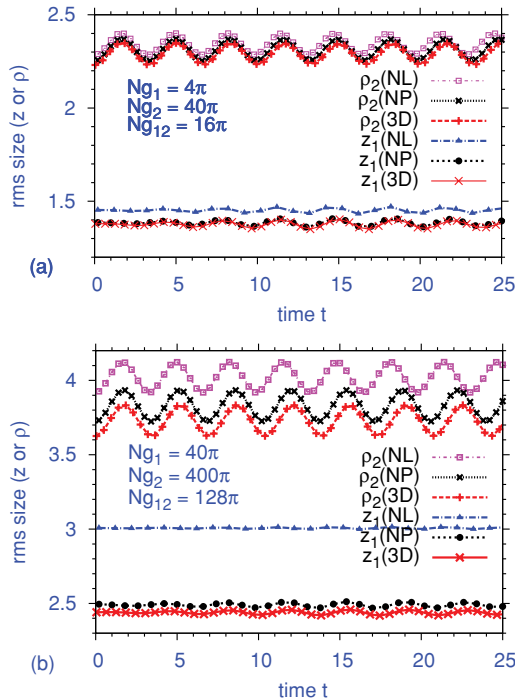 2.5
2
1.5
rms size (z or ρ)
Ng1 = 4π
Ng2 = 40π
Ng12 = 16π
ρ2(NL)
ρ2(NP)
ρ2(3D)
z1(NL)
z1(NP)
z1(3D)
(a)
0 5 10 15 20 25
time t
4
3.5
3
2.5
rms size (z or ρ)
Ng1 = 40π
Ng2 = 400π
Ng12 = 128π
ρ2(NL)
ρ2(NP)
ρ2(3D)
z1(NL)
z1(NP)
z1(3D)
(b)
0 5 10 15 20 25
time t